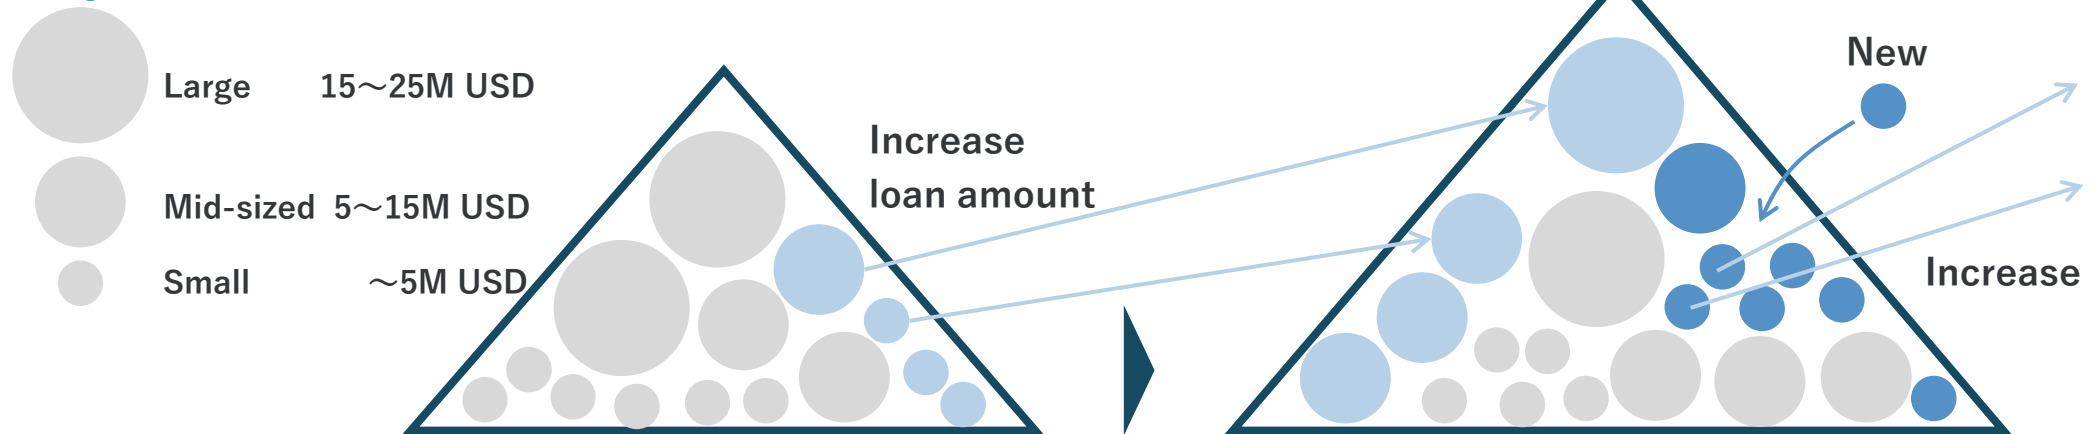 Large 15～25M USD
Mid-sized 5～15M USD
Small ～5M USD
Increase
loan amount
New
Increase